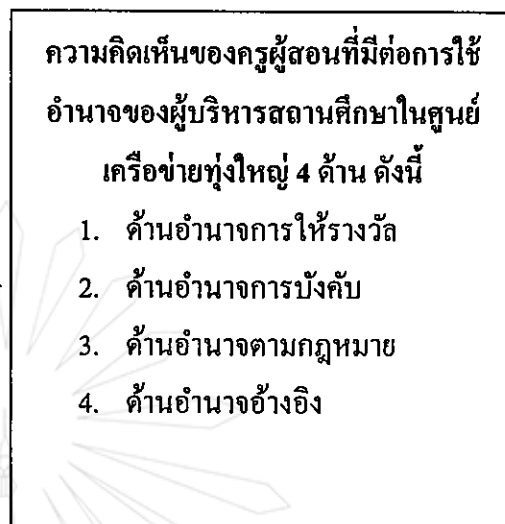 ความคิดเห็นของครูผู้สอนที่มีต่อการใช้
อำนาจของผู้บริหารสถานศึกษาในศูนย์
เครือข่ายทุ่งใหญ่ 4 ด้าน ดังนี้
1. ด้านอำนาจการให้รางวัล
2. ด้านอำนาจการบังคับ
3. ด้านอำนาจตามกฎหมาย
4. ด้านอำนาจอ้างอิง